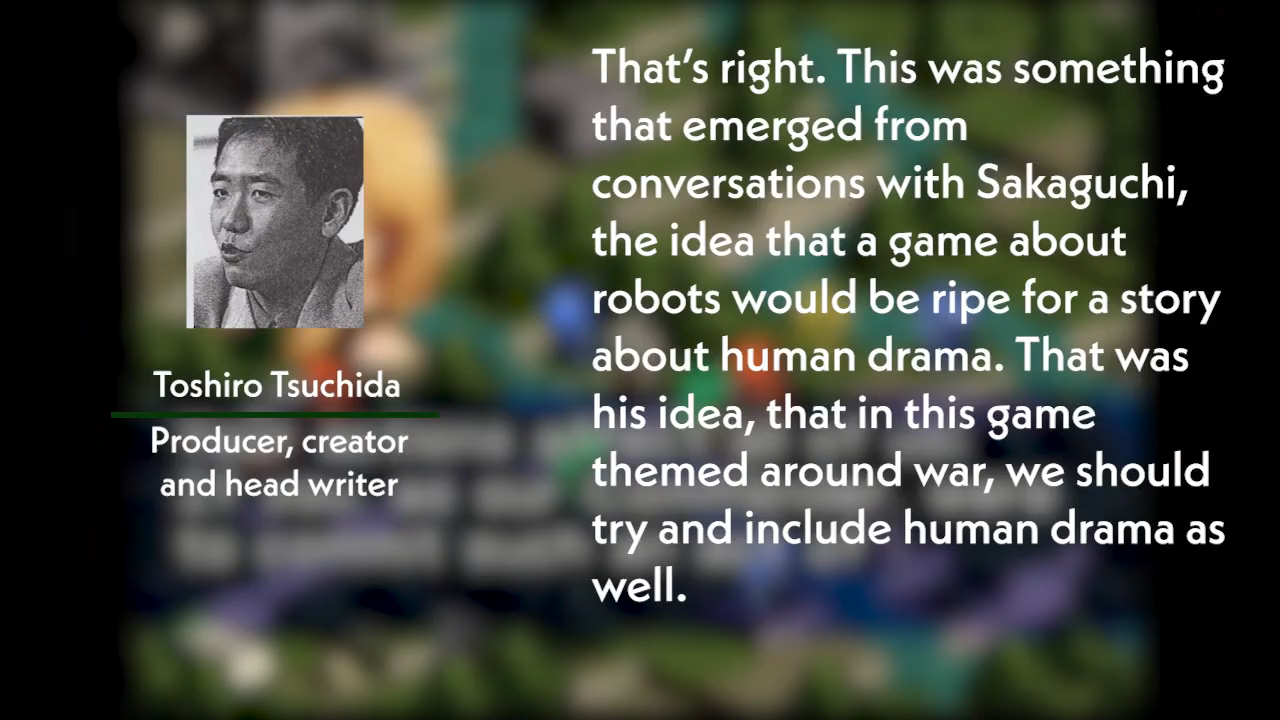 Toshiro Tsuchida
Producer, creator
and head writer
That's right. This was something
that emerged from
conversations with Sakaguchi,
the idea that a game about
robots would be ripe for a story
about human drama. That was
his idea, that in this game
themed around war, we should
try and include human drama as
well.